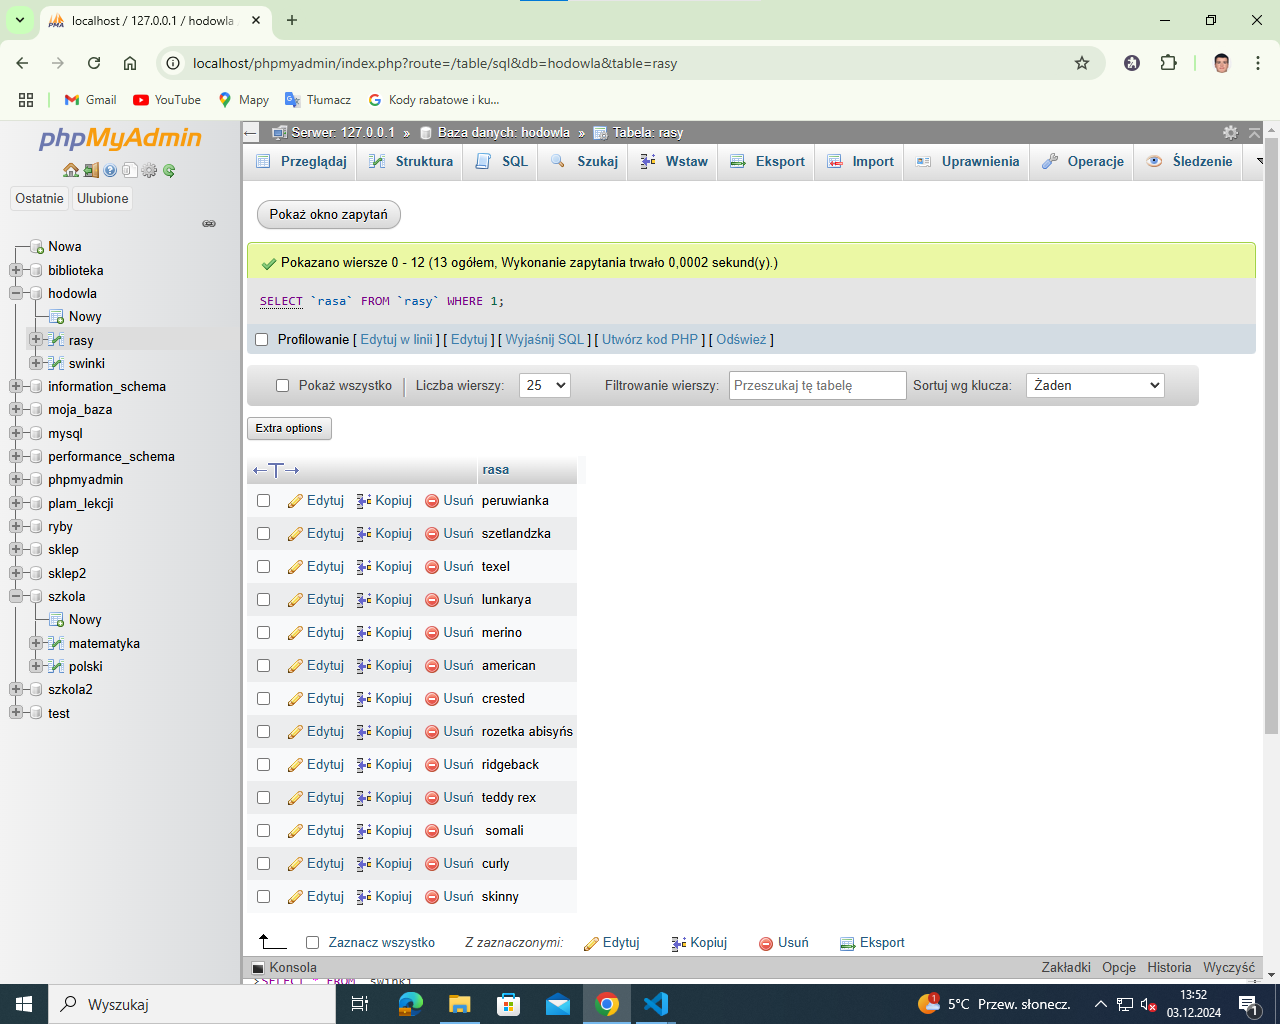 localhost / 127.0.0.1 / hodowla
localhost/phpmyadmin/index.php?route=/table/sql&db=hodowla&table=rasy
Gmail YouTube Mapy Tłumacz Kody rabatowe i ku...
phpMyAdmin
Ostatnie Ulubione
Nowa
biblioteka
hodowla
Nowy
rasy
swinki
information_schema
moja_baza
mysql
performance_schema
phpmyadmin
plam_lekcji
ryby
sklep
sklep2
szkola
Nowy
matematyka
polski
szkola2
test
Serwer: 127.0.0.1 » Baza danych: hodowla » Tabela: rasy
Przeglądaj Struktura SQL Szukaj Wstaw Eksport Import Uprawnienia Operacje Śledzenie
Pokaż okno zapytań
Pokazano wiersze 0 - 12 (13 ogółem, Wykonanie zapytania trwało 0,0002 sekund(y).)
SELECT `rasa` FROM `rasy` WHERE 1;
Profilowanie [ Edytuj w linii ] [ Edytuj ] [ Wyjaśnij SQL ] [ Utwórz kod PHP ] [ Odśwież ]
Pokaż wszystko Liczba wierszy: 25 Filtrowanie wierszy: Przeszukaj tę tabelę Sortuj wg klucza: Żaden
Extra options
←T→ rasa
Edytuj Kopiuj Usuń peruwianka
Edytuj Kopiuj Usuń szetlandzka
Edytuj Kopiuj Usuń texel
Edytuj Kopiuj Usuń lunkarya
Edytuj Kopiuj Usuń merino
Edytuj Kopiuj Usuń american
Edytuj Kopiuj Usuń crested
Edytuj Kopiuj Usuń rozetka abisyńs
Edytuj Kopiuj Usuń ridgeback
Edytuj Kopiuj Usuń teddy rex
Edytuj Kopiuj Usuń somali
Edytuj Kopiuj Usuń curly
Edytuj Kopiuj Usuń skinny
Zaznacz wszystko Z zaznaczonymi: Edytuj Kopiuj Usuń Eksport
Konsola Zakładki Opcje Historia Wyczyść
>SELECT * FROM `swinki`
Wyszukaj 1 5°C Przew. słonecz. 13:52
03.12.2024 1